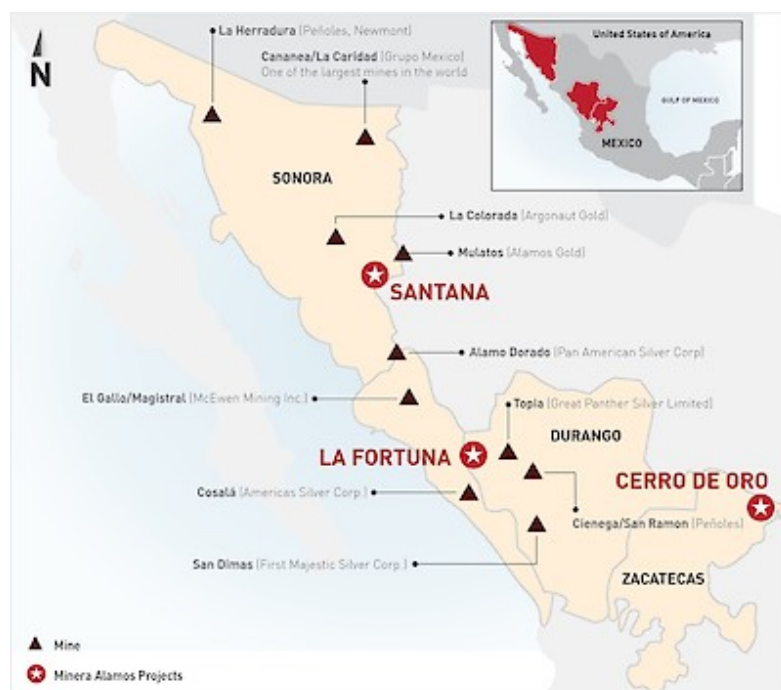 La Herradura (Peñoles, Newmont)
Cananea/La Caridad (Grupo Mexico)
One of the largest mines in the world
N
United States of America
GULF OF MEXICO
MEXICO
SONORA
La Colorada (Argonaut Gold)
Mulatos (Alamos Gold)
SANTANA
Alamo Dorado (Pan American Silver Corp)
El Gallo/Magistral (McEwen Mining Inc.)
Topia (Great Panther Silver Limited)
DURANGO
LA FORTUNA
CERRO DE ORO
Cosalá (Americas Silver Corp.)
Cienega/San Ramon (Peñoles)
San Dimas (First Majestic Silver Corp.)
ZACATECAS
Mine
Minera Alamos Projects